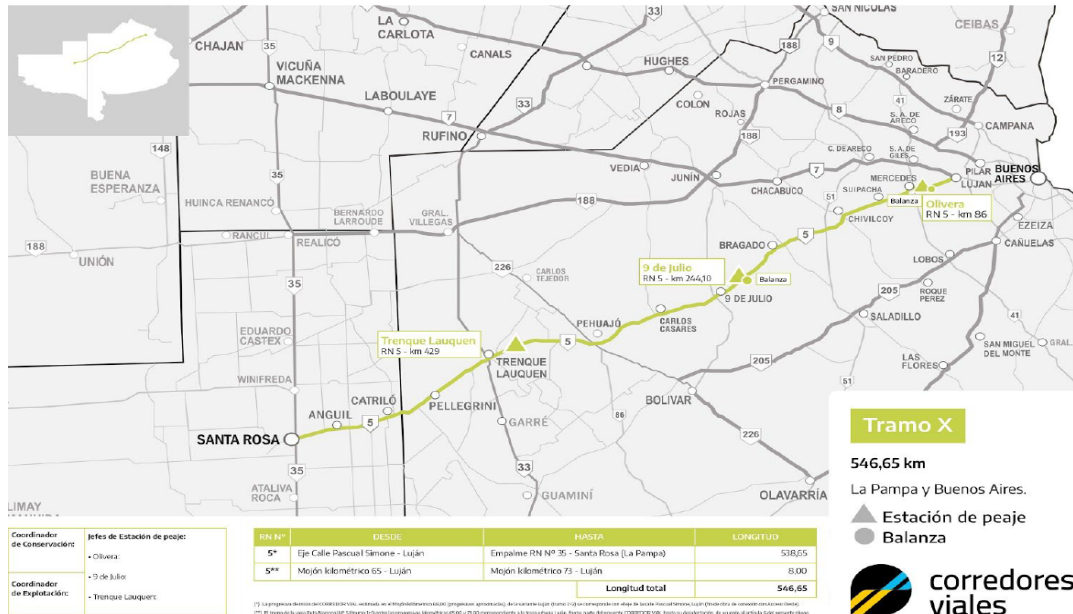 CHAJAN
35
VICUÑA
MACKENNA
LA
CARLOTA
CANALS
33
HUGHES
188
SAN NICOLAS
CEIBAS
9
SAN PEDRO
BARADERO
12
PERGAMINO
COLON
ROJAS
188
8
41
ZÁRATE
S. A. DE
ARECO
193
CAMPANA
LABOULAYE
7
33
RUFINO
148
BUENA
ESPERANZA
35
VEDIA
JUNÍN
CHACABUCO
7
C. DE ARECO
S. A. DE
GILES
PILAR
BUENOS
AIRES
LUJAN
MERCEDES
SUIPACHA
Balanza
Olivera
RN 5 - km 86
HUINCA RENANCÓ
BERNARDO
LARROUDE
GRAL.
VILLEGAS
188
51
CHIVILCOY
EZEIZA
CAÑUELAS
188
UNIÓN
RANCUL
REALICÓ
226
CARLOS
TEJEDOR
BRAGADO
5
LOBOS
9 de Julio
RN 5 - km 244,10
Balanza
9 DE JULIO
205
ROQUE
PEREZ
35
PEHUAJÓ
CARLOS
CASARES
SALADILLO
41
EDUARDO
CASTEX
Trenque Lauquen
RN 5 - km 429
5
SAN MIGUEL
DEL MONTE
GRAL.
TRENQUE
LAUQUEN
205
LAS
FLORES
WINIFREDA
51
BOLIVAR
CATRILÓ
PELLEGRINI
ANGUIL
5
GARRÉ
86
SANTA ROSA
226
35
33
ATALIVA
ROCA
GUAMINÍ
OLAVARRÍA
LIMAY
Tramo X
546,65 km
La Pampa y Buenos Aires.
Estación de peaje
Balanza
corredores
viales
Coordinador
de Conservación:
Coordinador
de Explotación:
Jefes de Estación de peaje:
• Olivera:
• 9 de Julio:
• Trenque Lauquen:
RN Nº DESDE HASTA LONGITUD
5* Eje Calle Pascual Simone - Luján Empalme RN Nº 35 - Santa Rosa (La Pampa) 538,65
5** Mojón kilométrico 65 - Luján Mojón kilométrico 73 - Luján 8,00
Longitud total 546,65